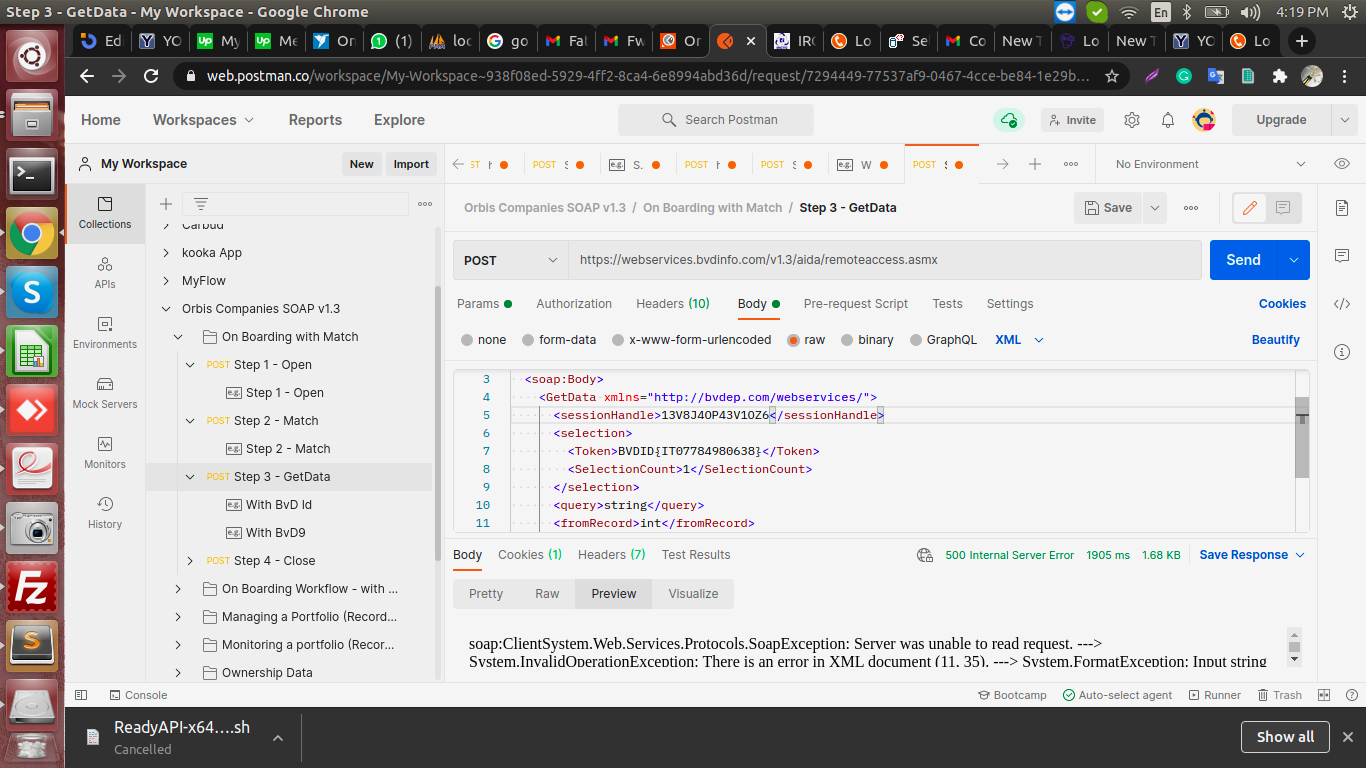 Step 3 - GetData - My Workspace - Google Chrome
En
4:19 PM
Ed
YO
My
Me
On
(1)
loc
go
Fal
Fw
Or
IR
Lo
Se
Co
New T
Lo
New T
YO
Lo
web.postman.co/workspace/My-Workspace~938f08ed-5929-4ff2-8ca4-6e8994abd36d/request/7294449-77537af9-0467-4cce-be84-1e29b...
Home
Workspaces
Reports
Explore
Search Postman
Invite
Upgrade
My Workspace
New
Import
POST
S
e.g.
S.
POST
POST
S
e.g.
W
POST
No Environment
Collections
APIs
Environments
Mock Servers
Monitors
History
Carbud
kooka App
MyFlow
Orbis Companies SOAP v1.3
On Boarding with Match
POST Step 1 - Open
e.g. Step 1 - Open
POST Step 2 - Match
e.g. Step 2 - Match
POST Step 3 - GetData
e.g. With BvD Id
e.g. With BvD9
POST Step 4 - Close
On Boarding Workflow - with ...
Managing a Portfolio (Record...
Monitoring a portfolio (Recor...
Ownership Data
Orbis Companies SOAP v1.3 / On Boarding with Match / Step 3 - GetData
Save
POST
https://webservices.bvdinfo.com/v1.3/aida/remoteaccess.asmx
Send
Params
Authorization
Headers (10)
Body
Pre-request Script
Tests
Settings
Cookies
none
form-data
x-www-form-urlencoded
raw
binary
GraphQL
XML
Beautify
3 <soap:Body>
4 <GetData xmlns="http://bvdep.com/webservices/">
5 <sessionHandle>13V8J4OP43V1OZ6</sessionHandle>
6 <selection>
7 <Token>BVDID{IT07784980638}</Token>
8 <SelectionCount>1</SelectionCount>
9 </selection>
10 <query>string</query>
11 <fromRecord>int</fromRecord>
Body
Cookies (1)
Headers (7)
Test Results
500 Internal Server Error
1905 ms
1.68 KB
Save Response
Pretty
Raw
Preview
Visualize
soap:ClientSystem.Web.Services.Protocols.SoapException: Server was unable to read request. --->
System.InvalidOperationException: There is an error in XML document (11, 35). ---> System.FormatException: Input string
Console
Bootcamp
Auto-select agent
Runner
Trash
ReadyAPI-x64....sh
Cancelled
Show all